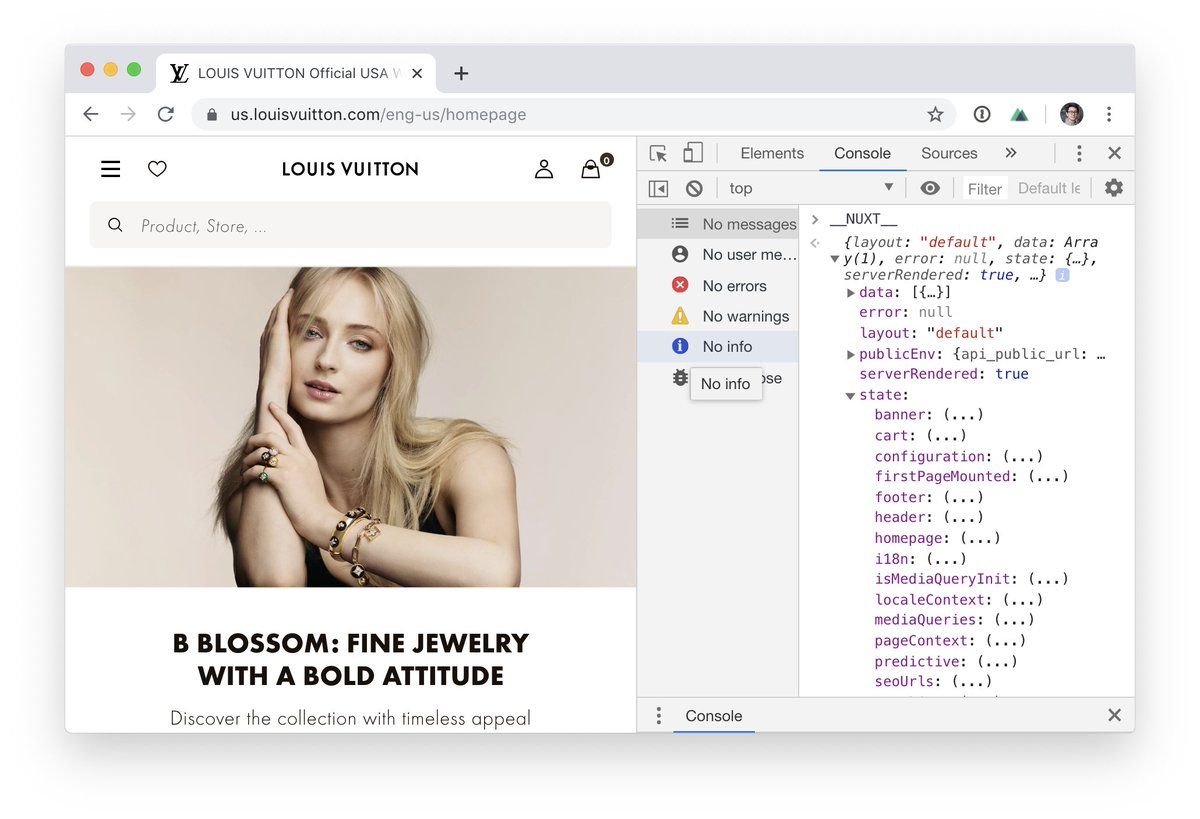 LOUIS VUITTON Official USA W
us.louisvuitton.com/eng-us/homepage
LOUIS VUITTON
0
Product, Store, ...
B BLOSSOM: FINE JEWELRY
WITH A BOLD ATTITUDE
Discover the collection with timeless appeal
Elements Console Sources »
top Filter Default le
No messages
No user me...
No errors
No warnings
No info
No info ose
__NUXT__
{layout: "default", data: Arra
y(1), error: null, state: {…},
serverRendered: true, …} i
data: [{…}]
error: null
layout: "default"
publicEnv: {api_public_url: …
serverRendered: true
state:
banner: (...)
cart: (...)
configuration: (...)
firstPageMounted: (...)
footer: (...)
header: (...)
homepage: (...)
i18n: (...)
isMediaQueryInit: (...)
localeContext: (...)
mediaQueries: (...)
pageContext: (...)
predictive: (...)
seoUrls: (...)
Console